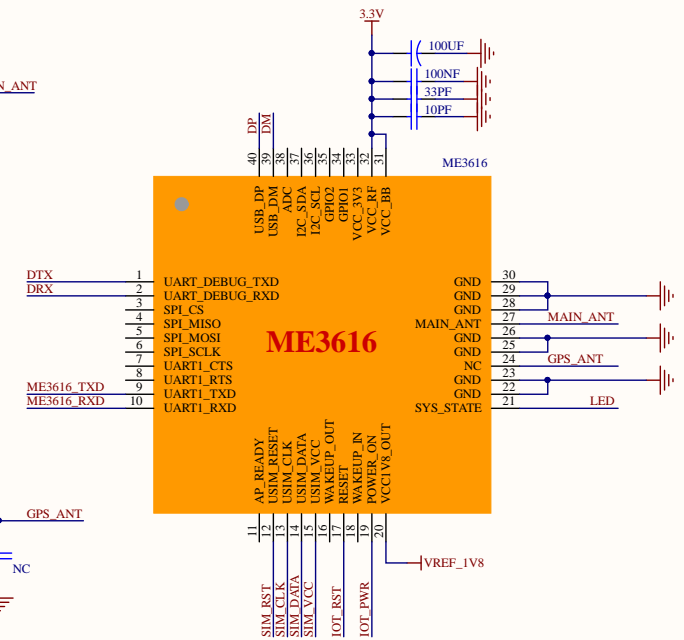 3.3V
100UF
100NF
33PF
10PF
N_ANT
DP
DM
40 39 38 37 36 35 34 33 32 31
ME3616
USB_DP
USB_DM
ADC
I2C_SDA
I2C_SCL
GPIO2
GPIO1
VCC_3V3
VCC_RF
VCC_BB
DTX 1 UART_DEBUG_TXD
DRX 2 UART_DEBUG_RXD
3 SPI_CS
4 SPI_MISO
5 SPI_MOSI
6 SPI_SCLK
7 UART1_CTS
8 UART1_RTS
ME3616_TXD 9 UART1_TXD
ME3616_RXD 10 UART1_RXD
ME3616
GND 30
GND 29
GND 28
MAIN_ANT 27 MAIN_ANT
GND 26
GND 25
NC 24 GPS_ANT
GND 23
GND 22
SYS_STATE 21 LED
AP_READY
USIM_RESET
USIM_CLK
USIM_DATA
USIM_VCC
WAKEUP_OUT
RESET
WAKEUP_IN
POWER_ON
VCC1V8_OUT
11 12 13 14 15 16 17 18 19 20
GPS_ANT
NC
VREF_1V8
SIM_RST
SIM_CLK
SIM_DATA
SIM_VCC
IOT_RST
IOT_PWR